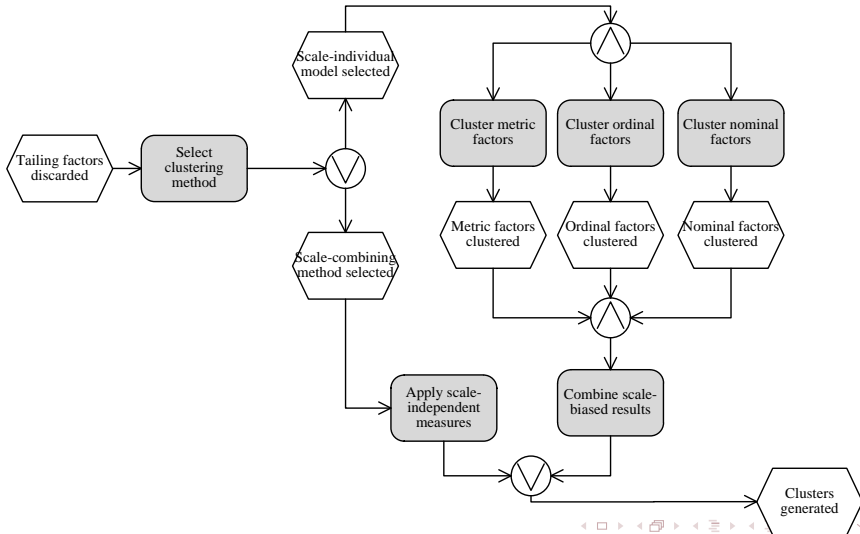 Scale-individual
model selected
Cluster metric
factors
Cluster ordinal
factors
Cluster nominal
factors
Tailing factors
discarded
Select
clustering
method
Metric factors
clustered
Ordinal factors
clustered
Nominal factors
clustered
Scale-combining
method selected
Apply scale-
independent
measures
Combine scale-
biased results
Clusters
generated